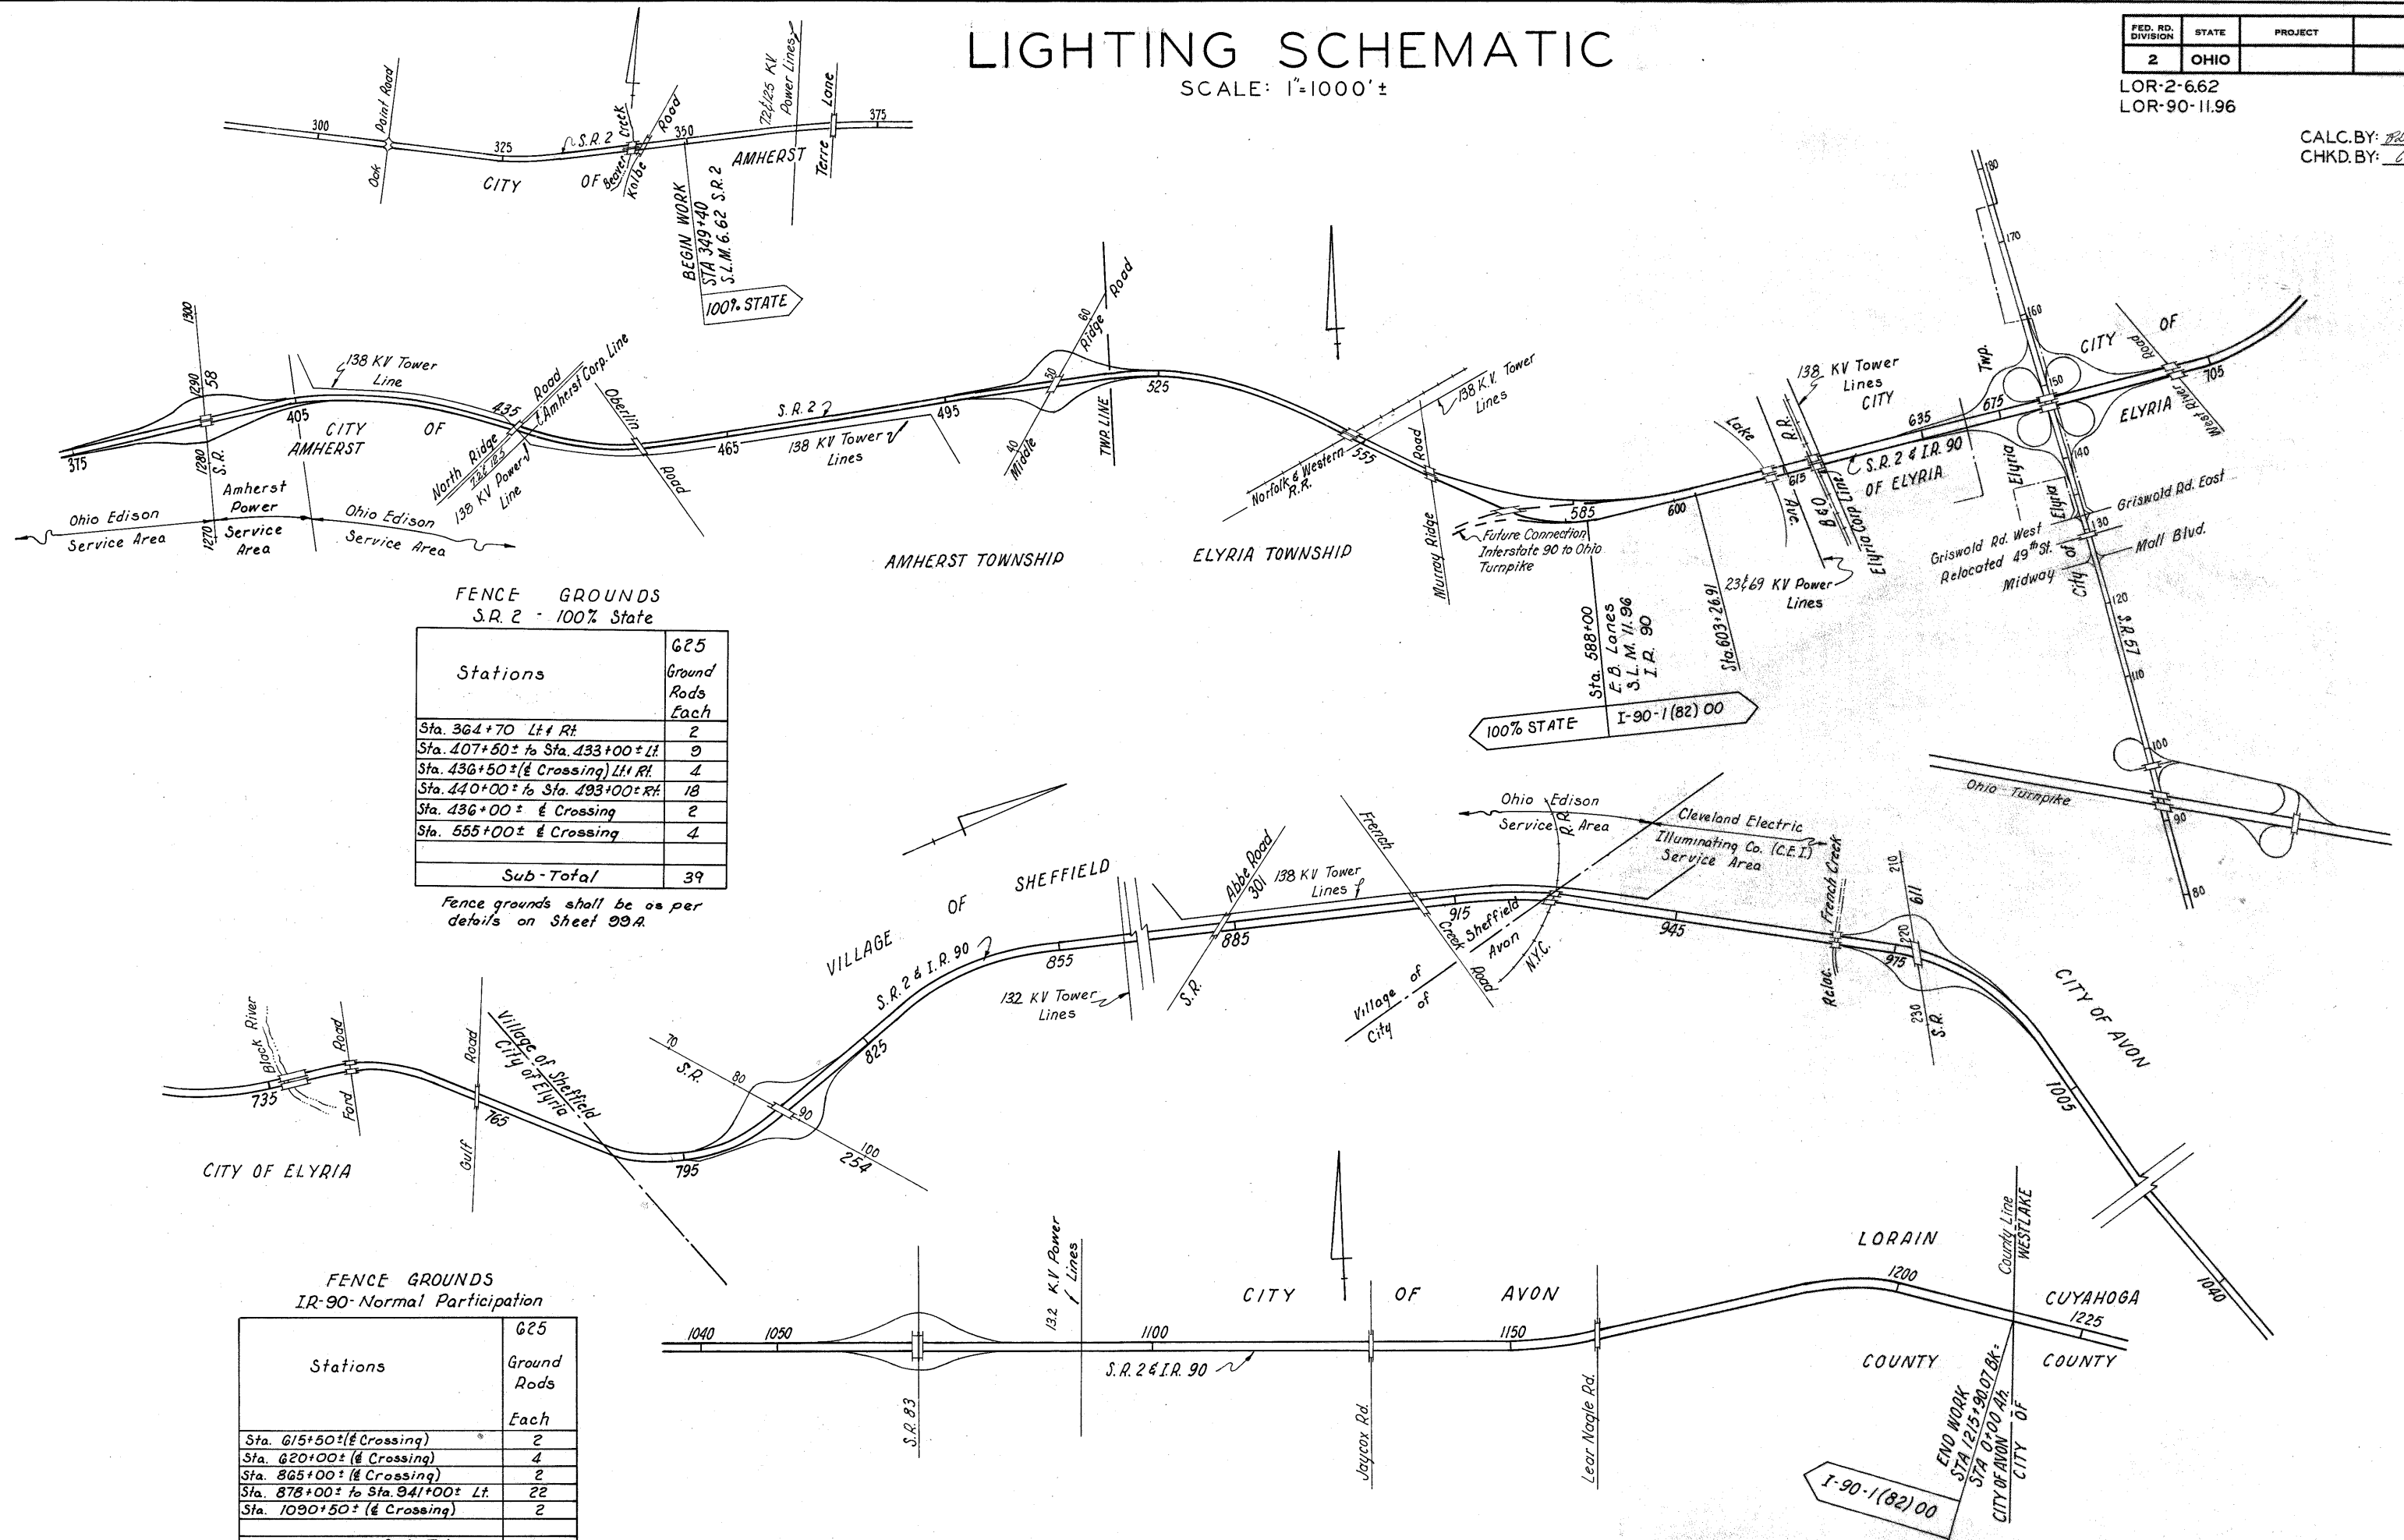 LIGHTING SCHEMATIC
SCALE: 1"=1000'±
FED. RD. DIVISION
STATE
PROJECT
2
OHIO
LOR-2-6.62
LOR-90-11.96
CALC. BY:
CHKD. BY:
300
Oak Point Road
325
S.R. 2
Beaver Creek
Kolbe Road
350
CITY OF AMHERST
7.2 & 12.5 KV
Power Lines
Terre Lane
375
BEGIN WORK
STA 349+40
S.L.M. 6.62 S.R. 2
100% STATE
1300
1290
58
1280
S.R.
1270
375
405
138 KV Tower
Line
CITY OF
AMHERST
435
North Ridge Road
Amherst Corp. Line
7.2 & 12.5
138 KV Power
Line
Oberlin Road
Ohio Edison
Service Area
Amherst
Power
Service
Area
Ohio Edison
Service Area
465
S.R. 2
138 KV Tower
Lines
495
60
50
40
Middle Ridge Road
TWP. LINE
525
AMHERST TOWNSHIP
ELYRIA TOWNSHIP
Norfolk & Western
R.R.
555
138 K.V. Tower
Lines
Murray Ridge Road
585
Future Connection
Interstate 90 to Ohio
Turnpike
600
Sta. 588+00
E.B. Lanes
S.L.M. 11.96
I.R. 90
Sta. 603+26.91
100% STATE
I-90-1(82) 00
Lake Ave.
615
B & O R.R.
138 KV Tower
Lines
Elyria Corp Line
23 & 69 KV Power
Lines
CITY
OF ELYRIA
S.R. 2 & I.R. 90
635
675
Elyria Twp.
City of Elyria
180
170
160
150
140
130
120
110
100
90
80
CITY OF
ELYRIA
West River Road
705
Griswold Rd. East
Griswold Rd. West
Relocated 49th St.
Midway
Mall Blvd.
S.R. 57
Ohio Turnpike
FENCE GROUNDS
S.R. 2 - 100% State
Stations
625
Ground
Rods
Each
Sta. 364+70 Lt & Rt. 2
Sta. 407+50± to Sta. 433+00± Lt. 9
Sta. 436+50±(℄ Crossing) Lt & Rt. 4
Sta. 440+00± to Sta. 493+00± Rt. 18
Sta. 436+00± ℄ Crossing 2
Sta. 555+00± ℄ Crossing 4
Sub-Total 39
Fence grounds shall be as per
details on Sheet 99A.
Black River
735
Ford Road
Gulf Road
765
CITY OF ELYRIA
Village of Sheffield
City of Elyria
795
70
S.R.
80
90
100
254
825
VILLAGE OF SHEFFIELD
S.R. 2 & I.R. 90
855
132 KV Tower
Lines
S.R.
Abbe Road
301
885
138 KV Tower
Lines
French Creek Road
915
Village of Sheffield
City of Avon
N.Y.C. R.R.
Ohio Edison
Service Area
Cleveland Electric
Illuminating Co. (C.E.I.)
Service Area
945
Reloc. French Creek
210
611
220
975
230
S.R.
CITY OF AVON
1005
1040
FENCE GROUNDS
I.R-90-Normal Participation
Stations
625
Ground
Rods
Each
Sta. 615+50±(℄ Crossing) 2
Sta. 620+00± (℄ Crossing) 4
Sta. 865+00± (℄ Crossing) 2
Sta. 878+00± to Sta. 941+00± Lt. 22
Sta. 1090+50± (℄ Crossing) 2
1040
1050
S.R. 83
13.2 K.V Power
Lines
1100
S.R. 2 & I.R. 90
CITY OF AVON
Jaycox Rd.
1150
Lear Nagle Rd.
LORAIN
1200
COUNTY
County Line
WESTLAKE
CUYAHOGA
1225
COUNTY
END WORK
STA 1215+90.07 BK=
STA 0+00 Ah.
CITY OF AVON
CITY OF
I-90-1(82) 00